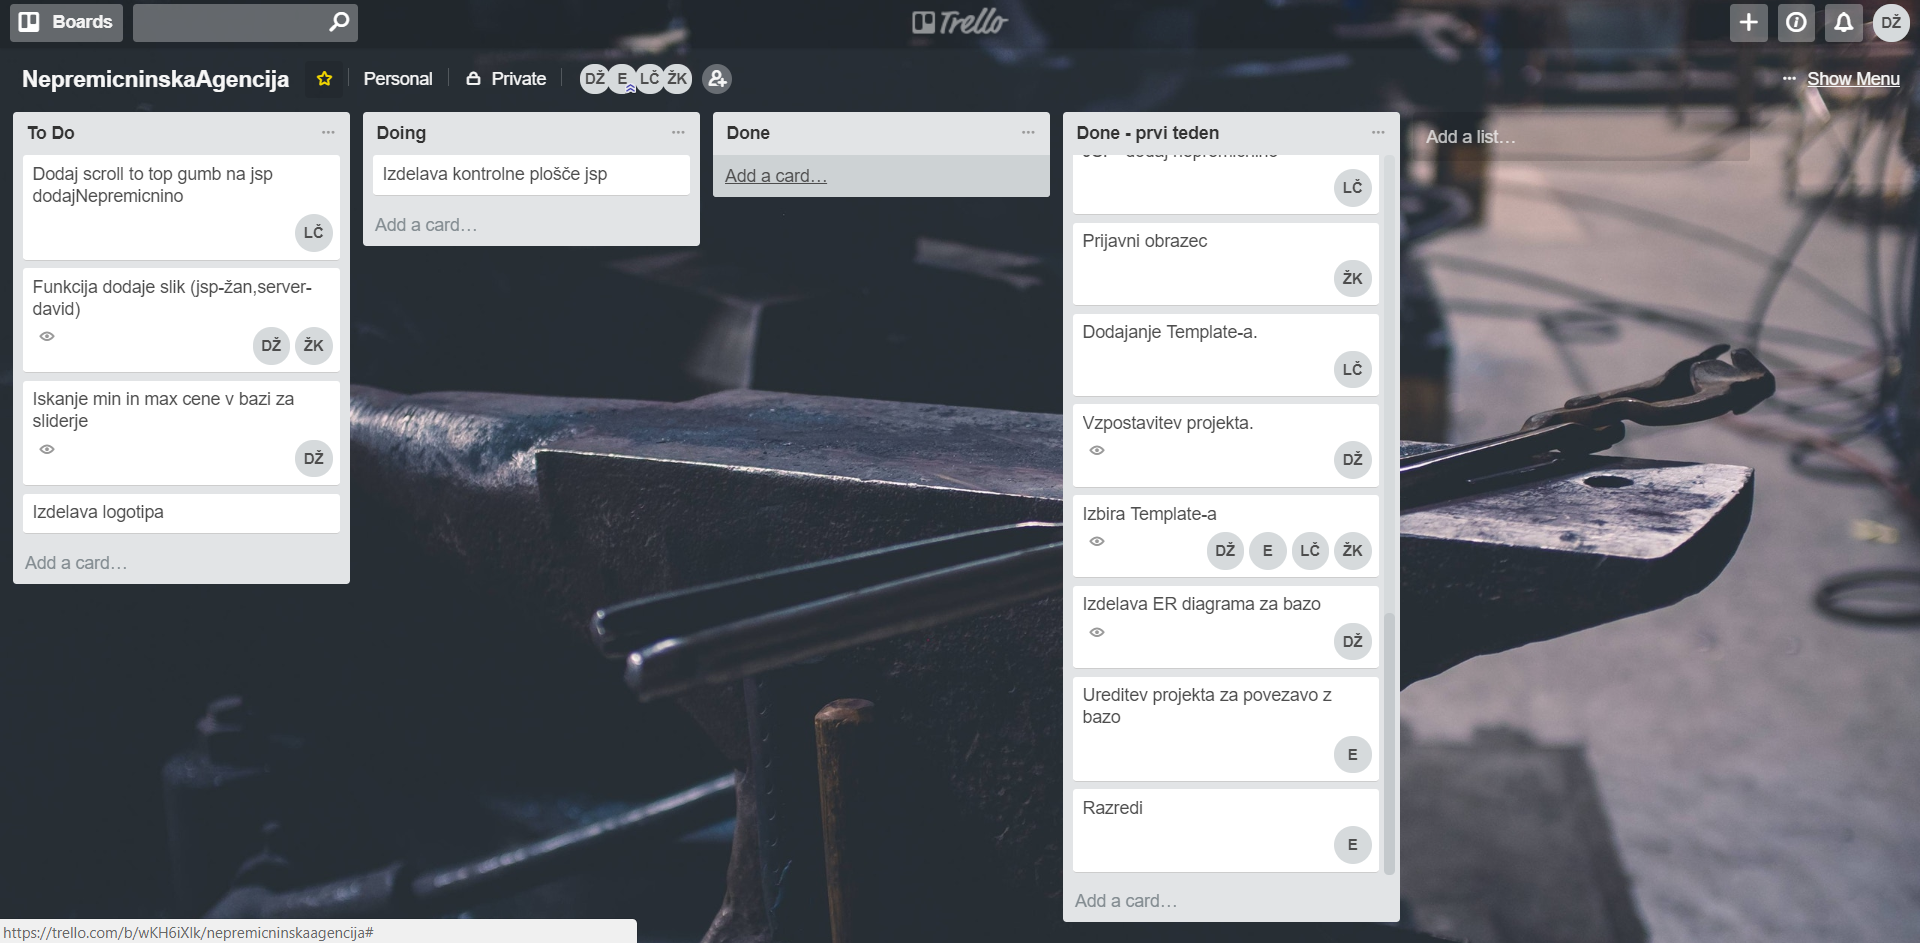 Boards
Trello
DŽ
NepremicninskaAgencija
Personal
Private
DŽ E LČ ŽK
Show Menu
To Do
Dodaj scroll to top gumb na jsp
dodajNepremicnino
LČ
Funkcija dodaje slik (jsp-žan,server-
david)
DŽ ŽK
Iskanje min in max cene v bazi za
sliderje
DŽ
Izdelava logotipa
Add a card…
Doing
Izdelava kontrolne plošče jsp
Add a card…
Done
Add a card…
Done - prvi teden
LČ
Prijavni obrazec
ŽK
Dodajanje Template-a.
LČ
Vzpostavitev projekta.
DŽ
Izbira Template-a
DŽ E LČ ŽK
Izdelava ER diagrama za bazo
DŽ
Ureditev projekta za povezavo z
bazo
E
Razredi
E
Add a card…
Add a list…
https://trello.com/b/wKH6iXlk/nepremicninskaagencija#